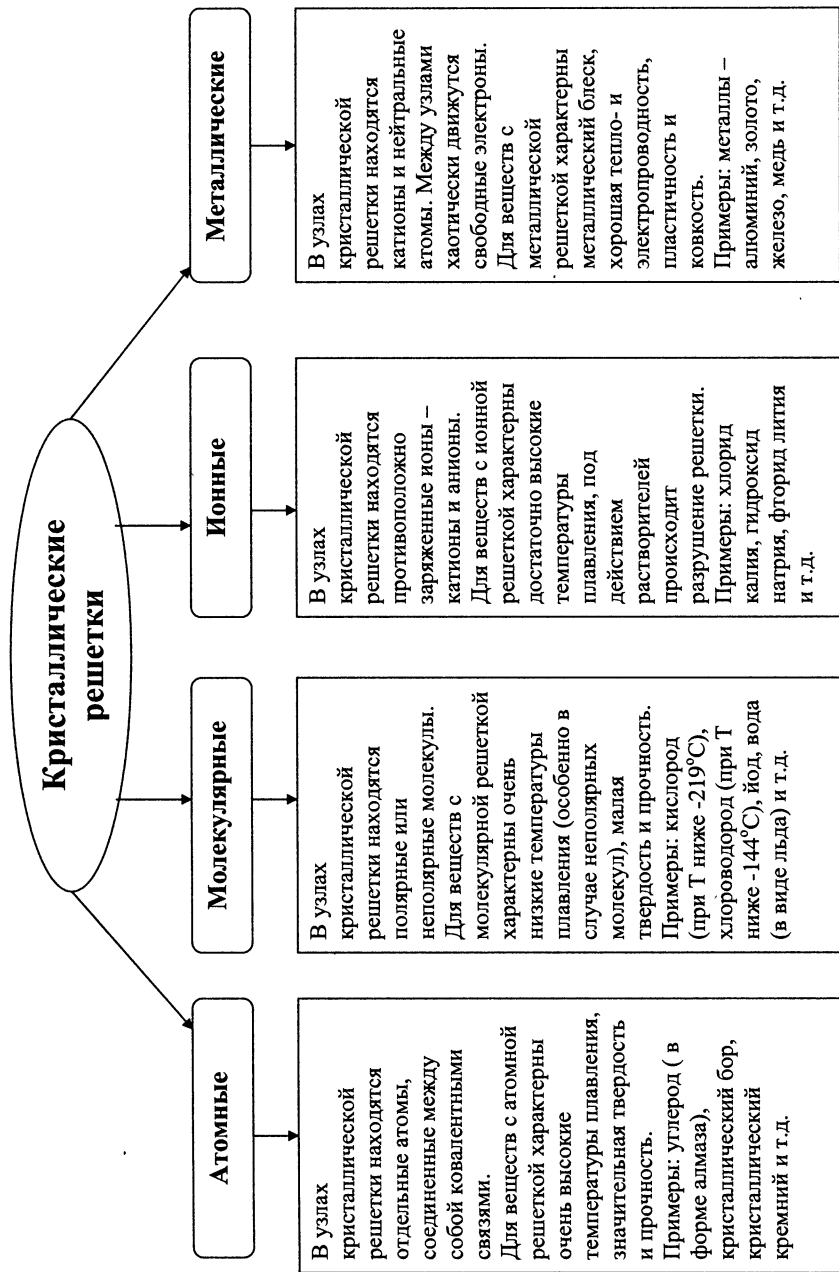 Кристаллические
решетки
Атомные
В узлах
кристаллической
решетки находятся
отдельные атомы,
соединенные между
собой ковалентными
связями.
Для веществ с атомной
решеткой характерны
очень высокие
температуры плавления,
значительная твердость
и прочность.
Примеры: углерод ( в
форме алмаза),
кристаллический бор,
кристаллический
кремний и т.д.
Молекулярные
В узлах
кристаллической
решетки находятся
полярные или
неполярные молекулы.
Для веществ с
молекулярной решеткой
характерны очень
низкие температуры
плавления (особенно в
случае неполярных
молекул), малая
твердость и прочность.
Примеры: кислород
(при Т ниже -219°С),
хлороводород (при Т
ниже -144°С), йод, вода
(в виде льда) и т.д.
Ионные
В узлах
кристаллической
решетки находятся
противоположно
заряженные ионы –
катионы и анионы.
Для веществ с ионной
решеткой характерны
достаточно высокие
температуры
плавления, под
действием
растворителей
происходит
разрушение решетки.
Примеры: хлорид
калия, гидроксид
натрия, фторид лития
и т.д.
Металлические
В узлах
кристаллической
решетки находятся
катионы и нейтральные
атомы. Между узлами
хаотически движутся
свободные электроны.
Для веществ с
металлической
решеткой характерны
металлический блеск,
хорошая тепло- и
электропроводность,
пластичность и
ковкость.
Примеры: металлы –
алюминий, золото,
железо, медь и т.д.